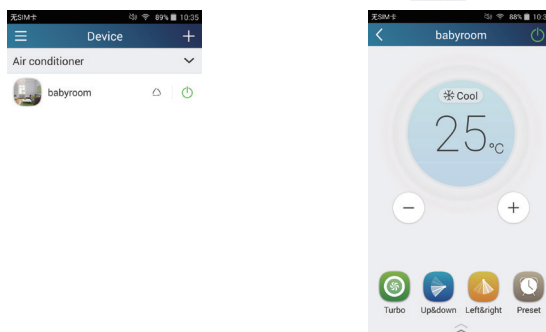 无SIM卡 89% 10:35
Device
Air conditioner
babyroom
无SIM卡 88%
babyroom
Cool
25°C
Turbo Up&down Left&right Preset